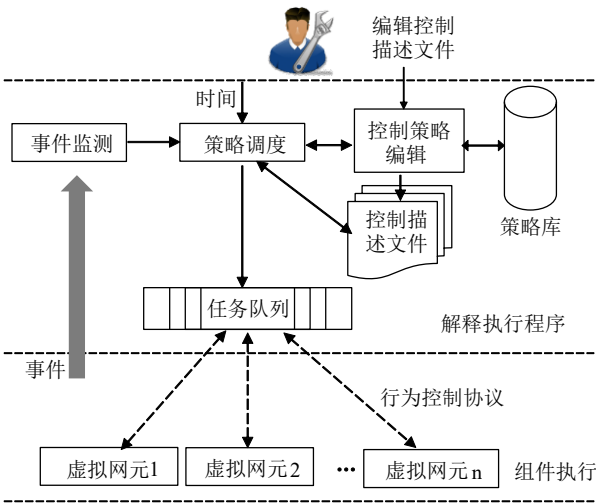 编辑控制
描述文件
时间
事件监测
策略调度
控制策略
编辑
策略库
控制描
述文件
任务队列
解释执行程序
事件
行为控制协议
虚拟网元1
虚拟网元2
···
虚拟网元n
组件执行